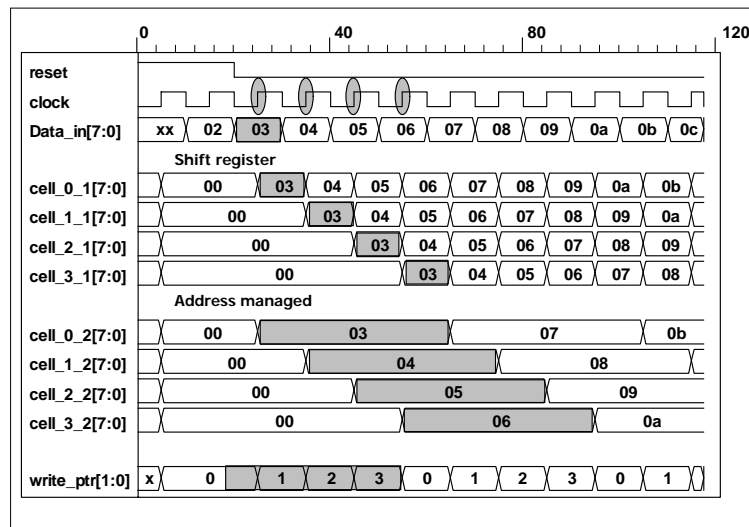 0 40 80 120
reset
clock
Data_in[7:0] xx 02 03 04 05 06 07 08 09 0a 0b 0c
Shift register
cell_0_1[7:0] 00 03 04 05 06 07 08 09 0a 0b
cell_1_1[7:0] 00 03 04 05 06 07 08 09 0a
cell_2_1[7:0] 00 03 04 05 06 07 08 09
cell_3_1[7:0] 00 03 04 05 06 07 08
Address managed
cell_0_2[7:0] 00 03 07 0b
cell_1_2[7:0] 00 04 08
cell_2_2[7:0] 00 05 09
cell_3_2[7:0] 00 06 0a
write_ptr[1:0] x 0 1 2 3 0 1 2 3 0 1